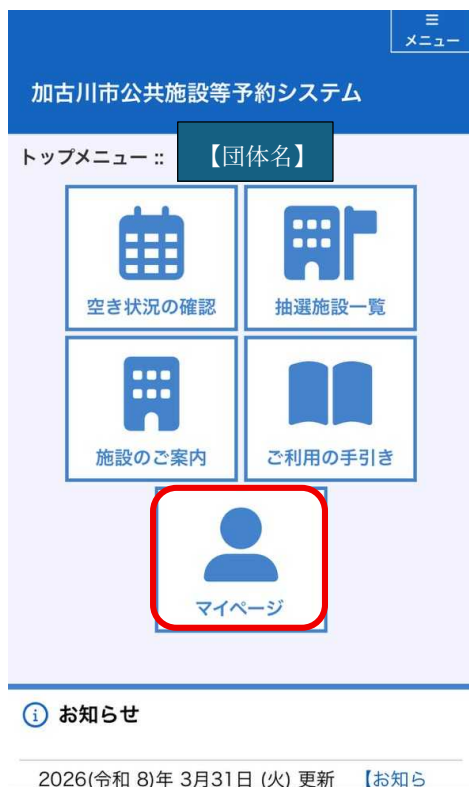 ☰
メニュー
加古川市公共施設等予約システム
トップメニュー :: 【団体名】
空き状況の確認 抽選施設一覧
施設のご案内 ご利用の手引き
マイページ
お知らせ
2026(令和 8)年 3月31日 (火) 更新 【お知ら